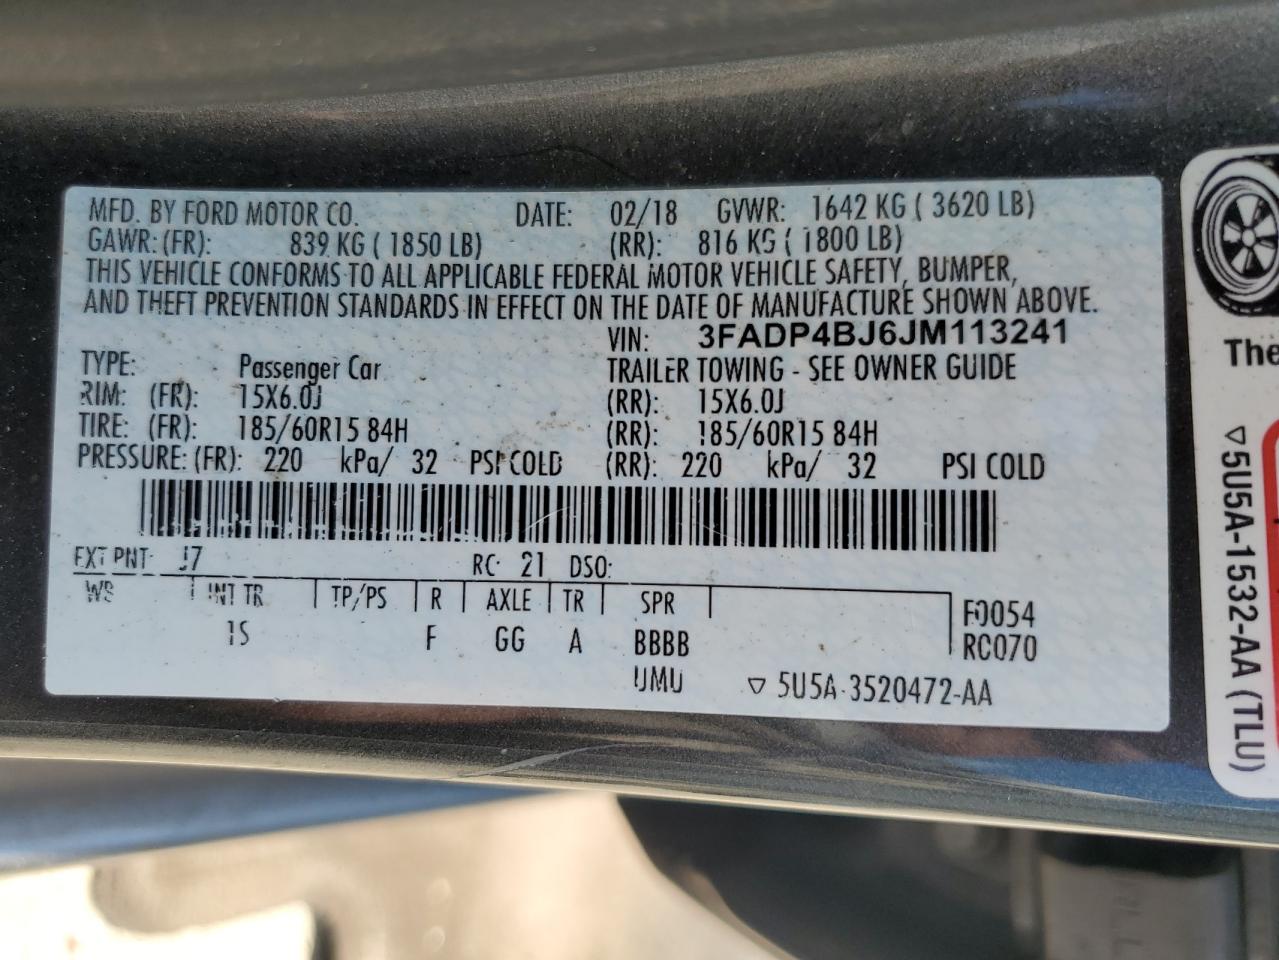 MFD. BY FORD MOTOR CO. DATE: 02/18 GVWR: 1642 KG ( 3620 LB)
GAWR: (FR): 839 KG ( 1850 LB) (RR): 816 KG ( 1800 LB)
THIS VEHICLE CONFORMS TO ALL APPLICABLE FEDERAL MOTOR VEHICLE SAFETY, BUMPER,
AND THEFT PREVENTION STANDARDS IN EFFECT ON THE DATE OF MANUFACTURE SHOWN ABOVE.
VIN: 3FADP4BJ6JM113241
TYPE: Passenger Car TRAILER TOWING - SEE OWNER GUIDE
RIM: (FR): 15X6.0J (RR): 15X6.0J
TIRE: (FR): 185/60R15 84H (RR): 185/60R15 84H
PRESSURE: (FR): 220 kPa/ 32 PSI COLD (RR): 220 kPa/ 32 PSI COLD
EXT PNT: J7 RC: 21 DSO:
WB INT TR TP/PS R AXLE TR SPR F0054
IS F GG A BBBB RC070
UMU ▽ 5U5A-3520472-AA
The
▽5U5A-1532-AA (TLU)